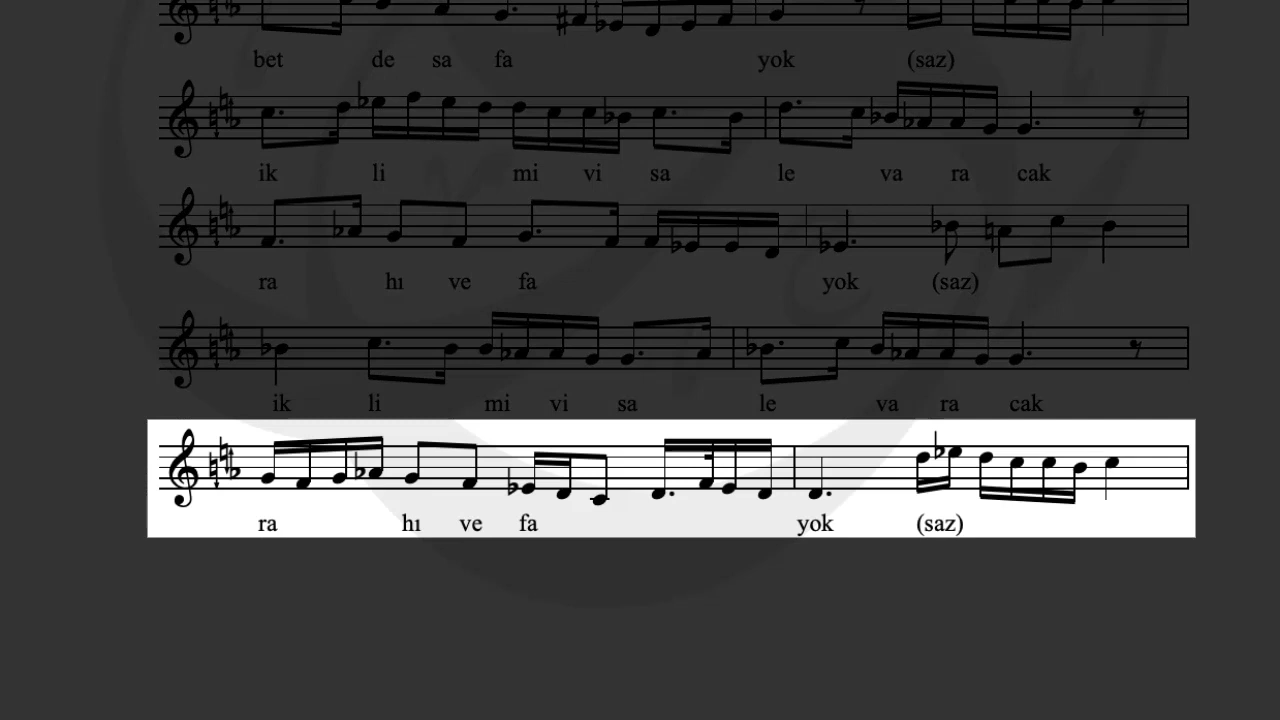 bet de sa fa yok (saz)
ik li mi vi sa le va ra cak
ra hı ve fa yok (saz)
ik li mi vi sa le va ra cak
ra hı ve fa yok (saz)